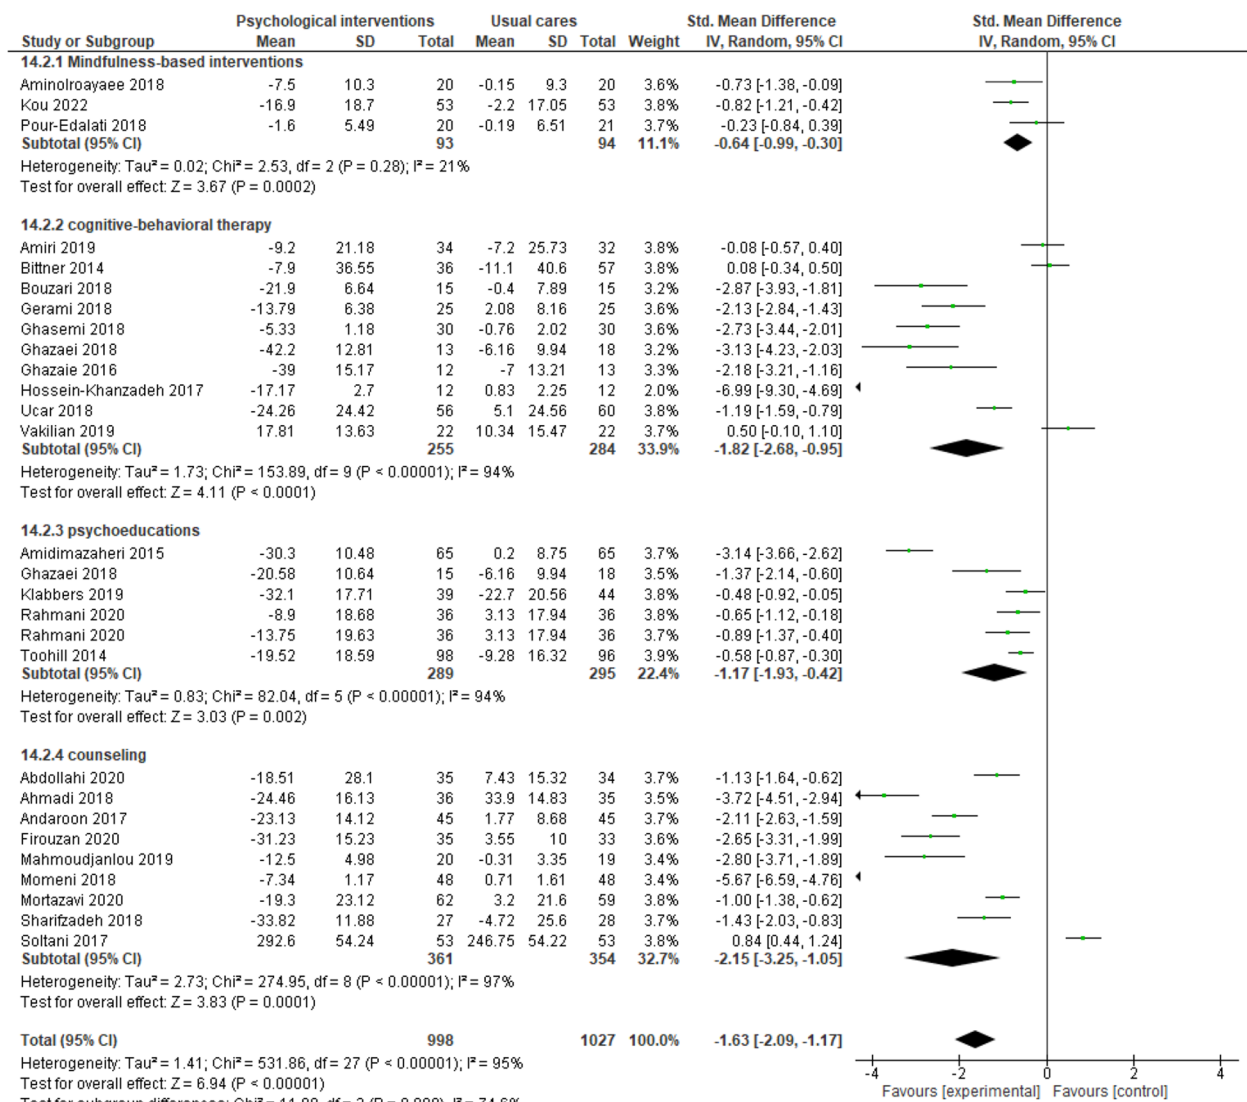 Psychological interventions Usual cares Std. Mean Difference Std. Mean Difference
Study or Subgroup Mean SD Total Mean SD Total Weight IV, Random, 95% CI IV, Random, 95% CI
14.2.1 Mindfulness-based interventions
Aminolroayaee 2018 -7.5 10.3 20 -0.15 9.3 20 3.6% -0.73 [-1.38, -0.09]
Kou 2022 -16.9 18.7 53 -2.2 17.05 53 3.8% -0.82 [-1.21, -0.42]
Pour-Edalati 2018 -1.6 5.49 20 -0.19 6.51 21 3.7% -0.23 [-0.84, 0.39]
Subtotal (95% CI) 93 94 11.1% -0.64 [-0.99, -0.30]
Heterogeneity: Tau² = 0.02; Chi² = 2.53, df = 2 (P = 0.28); I² = 21%
Test for overall effect: Z = 3.67 (P = 0.0002)
14.2.2 cognitive-behavioral therapy
Amiri 2019 -9.2 21.18 34 -7.2 25.73 32 3.8% -0.08 [-0.57, 0.40]
Bittner 2014 -7.9 36.55 36 -11.1 40.6 57 3.8% 0.08 [-0.34, 0.50]
Bouzari 2018 -21.9 6.64 15 -0.4 7.89 15 3.2% -2.87 [-3.93, -1.81]
Gerami 2018 -13.79 6.38 25 2.08 8.16 25 3.6% -2.13 [-2.84, -1.43]
Ghasemi 2018 -5.33 1.18 30 -0.76 2.02 30 3.6% -2.73 [-3.44, -2.01]
Ghazaei 2018 -42.2 12.81 13 -6.16 9.94 18 3.2% -3.13 [-4.23, -2.03]
Ghazaie 2016 -39 15.17 12 -7 13.21 13 3.3% -2.18 [-3.21, -1.16]
Hossein-Khanzadeh 2017 -17.17 2.7 12 0.83 2.25 12 2.0% -6.99 [-9.30, -4.69]
Ucar 2018 -24.26 24.42 56 5.1 24.56 60 3.8% -1.19 [-1.59, -0.79]
Vakilian 2019 17.81 13.63 22 10.34 15.47 22 3.7% 0.50 [-0.10, 1.10]
Subtotal (95% CI) 255 284 33.9% -1.82 [-2.68, -0.95]
Heterogeneity: Tau² = 1.73; Chi² = 153.89, df = 9 (P < 0.00001); I² = 94%
Test for overall effect: Z = 4.11 (P < 0.0001)
14.2.3 psychoeducations
Amidimazaheri 2015 -30.3 10.48 65 0.2 8.75 65 3.7% -3.14 [-3.66, -2.62]
Ghazaei 2018 -20.58 10.64 15 -6.16 9.94 18 3.5% -1.37 [-2.14, -0.60]
Klabbers 2019 -32.1 17.71 39 -22.7 20.56 44 3.8% -0.48 [-0.92, -0.05]
Rahmani 2020 -8.9 18.68 36 3.13 17.94 36 3.8% -0.65 [-1.12, -0.18]
Rahmani 2020 -13.75 19.63 36 3.13 17.94 36 3.7% -0.89 [-1.37, -0.40]
Toohill 2014 -19.52 18.59 98 -9.28 16.32 96 3.9% -0.58 [-0.87, -0.30]
Subtotal (95% CI) 289 295 22.4% -1.17 [-1.93, -0.42]
Heterogeneity: Tau² = 0.83; Chi² = 82.04, df = 5 (P < 0.00001); I² = 94%
Test for overall effect: Z = 3.03 (P = 0.002)
14.2.4 counseling
Abdollahi 2020 -18.51 28.1 35 7.43 15.32 34 3.7% -1.13 [-1.64, -0.62]
Ahmadi 2018 -24.46 16.13 36 33.9 14.83 35 3.5% -3.72 [-4.51, -2.94]
Andaroon 2017 -23.13 14.12 45 1.77 8.68 45 3.7% -2.11 [-2.63, -1.59]
Firouzan 2020 -31.23 15.23 35 3.55 10 33 3.6% -2.65 [-3.31, -1.99]
Mahmoudjanlou 2019 -12.5 4.98 20 -0.31 3.35 19 3.4% -2.80 [-3.71, -1.89]
Momeni 2018 -7.34 1.17 48 0.71 1.61 48 3.4% -5.67 [-6.59, -4.76]
Mortazavi 2020 -19.3 23.12 62 3.2 21.6 59 3.8% -1.00 [-1.38, -0.62]
Sharifzadeh 2018 -33.82 11.88 27 -4.72 25.6 28 3.7% -1.43 [-2.03, -0.83]
Soltani 2017 292.6 54.24 53 246.75 54.22 53 3.8% 0.84 [0.44, 1.24]
Subtotal (95% CI) 361 354 32.7% -2.15 [-3.25, -1.05]
Heterogeneity: Tau² = 2.73; Chi² = 274.95, df = 8 (P < 0.00001); I² = 97%
Test for overall effect: Z = 3.83 (P = 0.0001)
Total (95% CI) 998 1027 100.0% -1.63 [-2.09, -1.17]
Heterogeneity: Tau² = 1.41; Chi² = 531.86, df = 27 (P < 0.00001); I² = 95%
-4 -2 0 2 4
Test for overall effect: Z = 6.94 (P < 0.00001)
Favours [experimental] Favours [control]
Test for subgroup differences: Chi² =